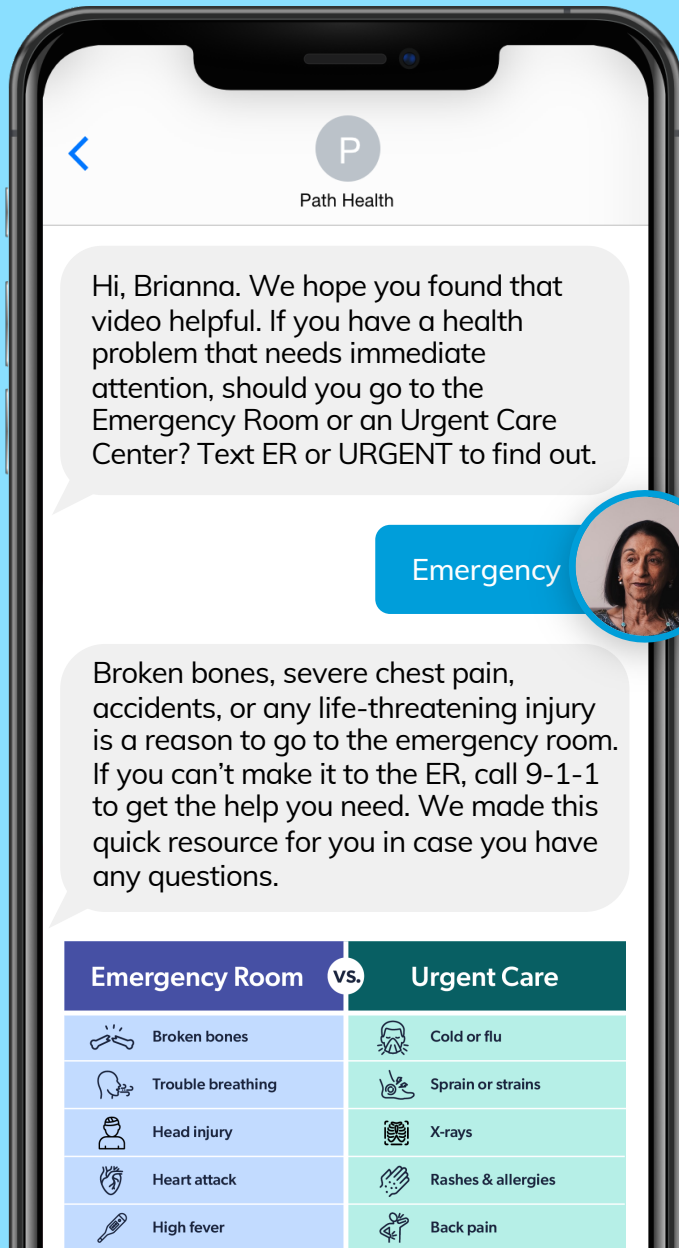 P
Path Health
Hi, Brianna. We hope you found that
video helpful. If you have a health
problem that needs immediate
attention, should you go to the
Emergency Room or an Urgent Care
Center? Text ER or URGENT to find out.
Emergency
Broken bones, severe chest pain,
accidents, or any life-threatening injury
is a reason to go to the emergency room.
If you can’t make it to the ER, call 9-1-1
to get the help you need. We made this
quick resource for you in case you have
any questions.
Emergency Room vs. Urgent Care
Broken bones Cold or flu
Trouble breathing Sprain or strains
Head injury X-rays
Heart attack Rashes & allergies
High fever Back pain